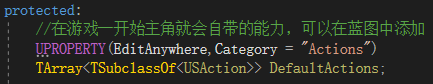 protected:
//在游戏一开始主角就会自带的能力，可以在蓝图中添加
UPROPERTY(EditAnywhere,Category = "Actions")
TArray<TSubclassOf<USAction>> DefaultActions;